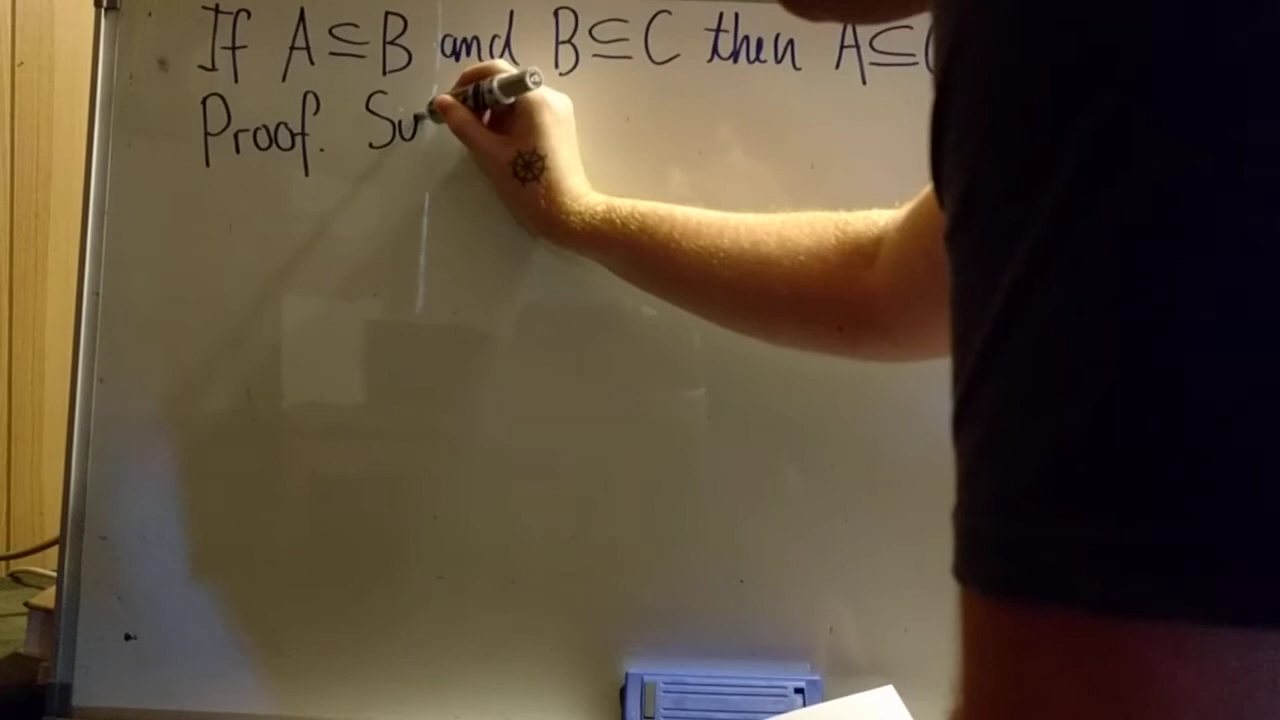 If A⊆B and B⊆C then A⊆
Proof. Su